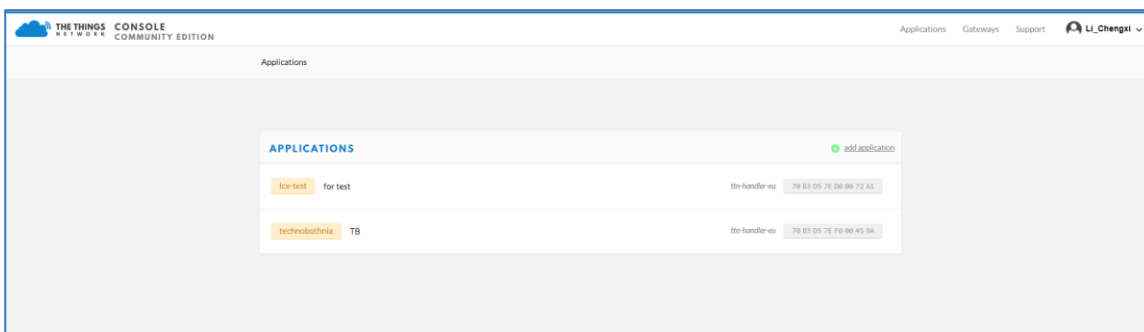 THE THINGS NETWORK CONSOLE COMMUNITY EDITION
Applications Gateways Support Li_Chengxi
Applications
APPLICATIONS add application
lcx-test for test ttn-handler-eu 70 B3 D5 7E D0 00 72 A1
technobothnia TB ttn-handler-eu 70 B3 D5 7E F0 00 45 9A